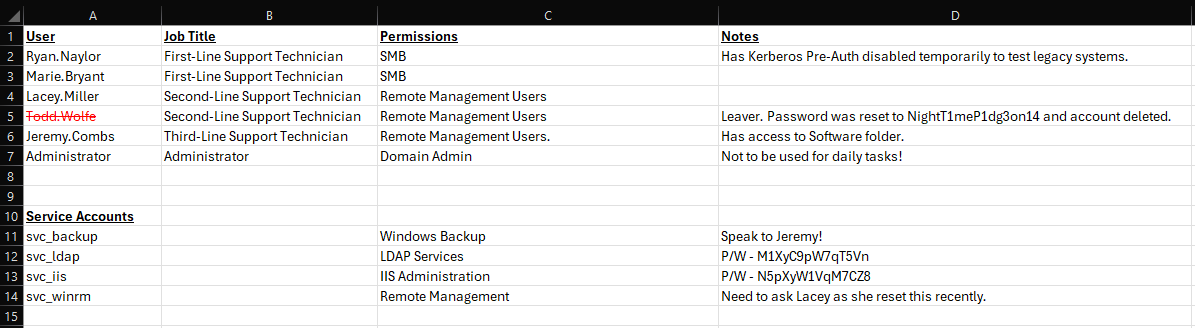 A B C D
1 User Job Title Permissions Notes
2 Ryan.Naylor First-Line Support Technician SMB Has Kerberos Pre-Auth disabled temporarily to test legacy systems.
3 Marie.Bryant First-Line Support Technician SMB
4 Lacey.Miller Second-Line Support Technician Remote Management Users
5 Todd.Wolfe Second-Line Support Technician Remote Management Users Leaver. Password was reset to NightT1meP1dg3on14 and account deleted.
6 Jeremy.Combs Third-Line Support Technician Remote Management Users. Has access to Software folder.
7 Administrator Administrator Domain Admin Not to be used for daily tasks!
8
9
10 Service Accounts
11 svc_backup Windows Backup Speak to Jeremy!
12 svc_ldap LDAP Services P/W - M1XyC9pW7qT5Vn
13 svc_iis IIS Administration P/W - N5pXyW1VqM7CZ8
14 svc_winrm Remote Management Need to ask Lacey as she reset this recently.
15